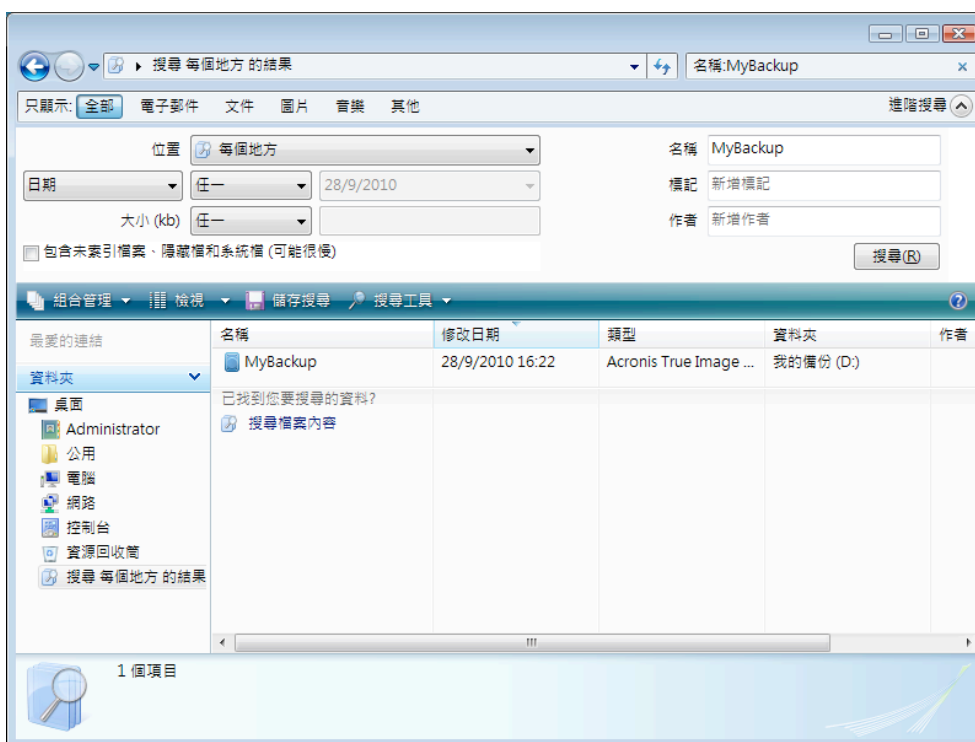 搜尋 每個地方 的結果 名稱:MyBackup
只顯示: 全部 電子郵件 文件 圖片 音樂 其他 進階搜尋
位置 每個地方 名稱 MyBackup
日期 任一 28/9/2010 標記 新增標記
大小 (kb) 任一 作者 新增作者
包含未索引檔案、隱藏檔和系統檔 (可能很慢) 搜尋(R)
組合管理 檢視 儲存搜尋 搜尋工具
最愛的連結 名稱 修改日期 類型 資料夾 作者
MyBackup 28/9/2010 16:22 Acronis True Image ... 我的備份 (D:)
資料夾
已找到您要搜尋的資料?
搜尋檔案內容
桌面
Administrator
公用
電腦
網路
控制台
資源回收筒
搜尋 每個地方 的結果
1 個項目